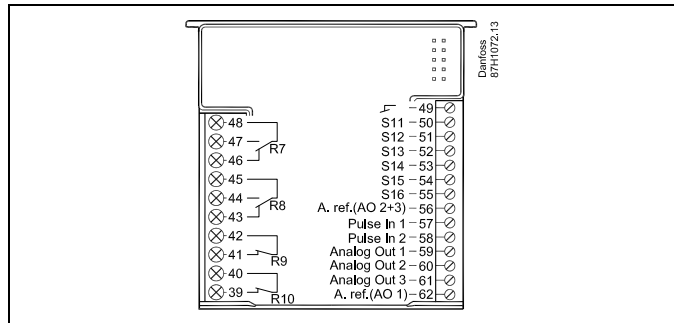 Danfoss
87H1072.13
48
47
R7
46
45
44
R8
43
42
41
R9
40
39
R10
49
S11 50
S12 51
S13 52
S14 53
S15 54
S16 55
A. ref.(AO 2+3) 56
Pulse In 1 57
Pulse In 2 58
Analog Out 1 59
Analog Out 2 60
Analog Out 3 61
A. ref.(AO 1) 62